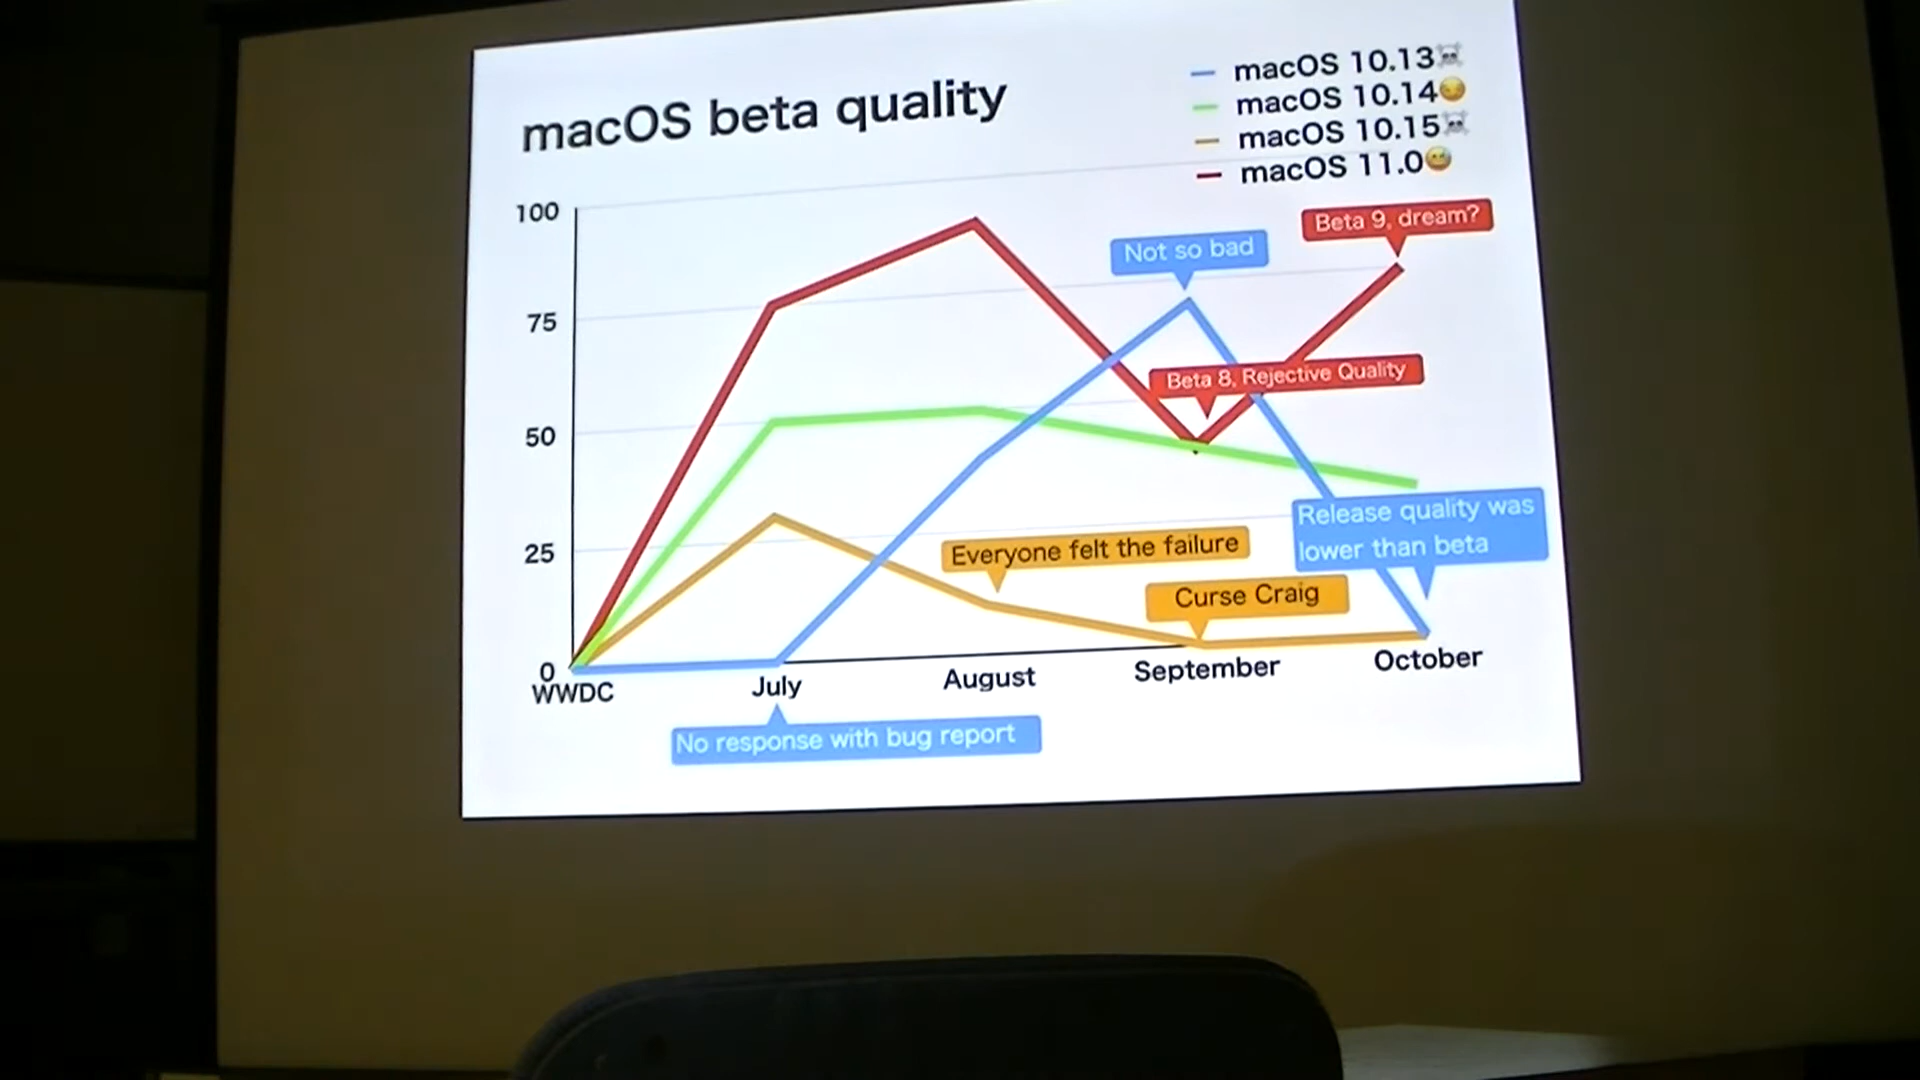 macOS beta quality
macOS 10.13☠️
macOS 10.14😏
macOS 10.15☠️
macOS 11.0😄
100
75
50
25
0
Beta 9, dream?
Not so bad
Beta 8, Rejective Quality
Release quality was
lower than beta
Everyone felt the failure
Curse Craig
WWDC
July
August
September
October
No response with bug report